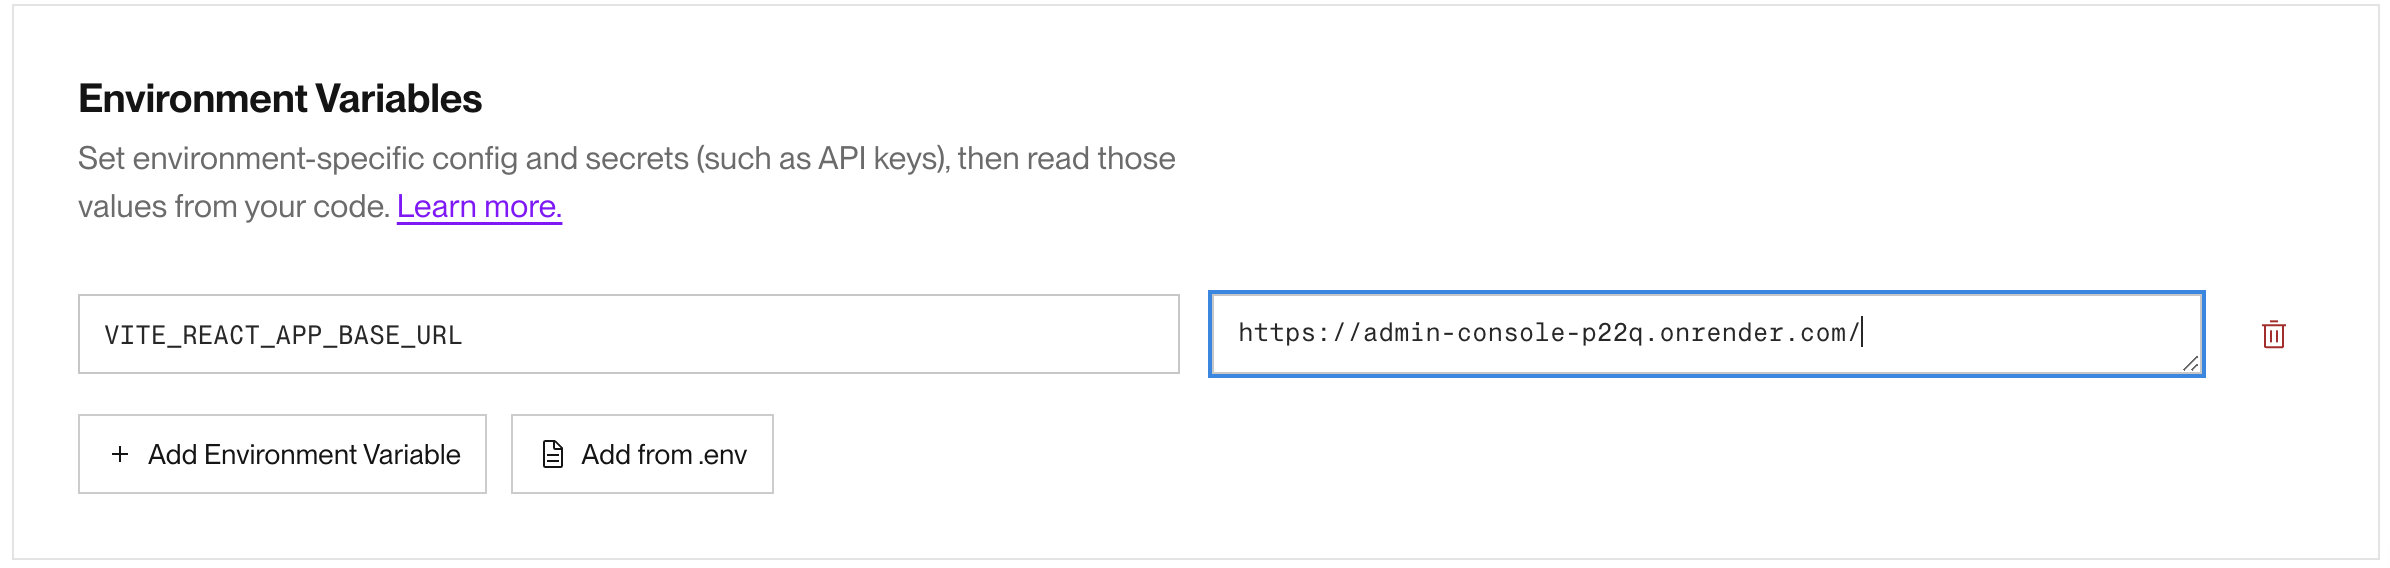 Environment Variables
Set environment-specific config and secrets (such as API keys), then read those
values from your code. Learn more.
VITE_REACT_APP_BASE_URL
https://admin-console-p22q.onrender.com/
+ Add Environment Variable
Add from .env